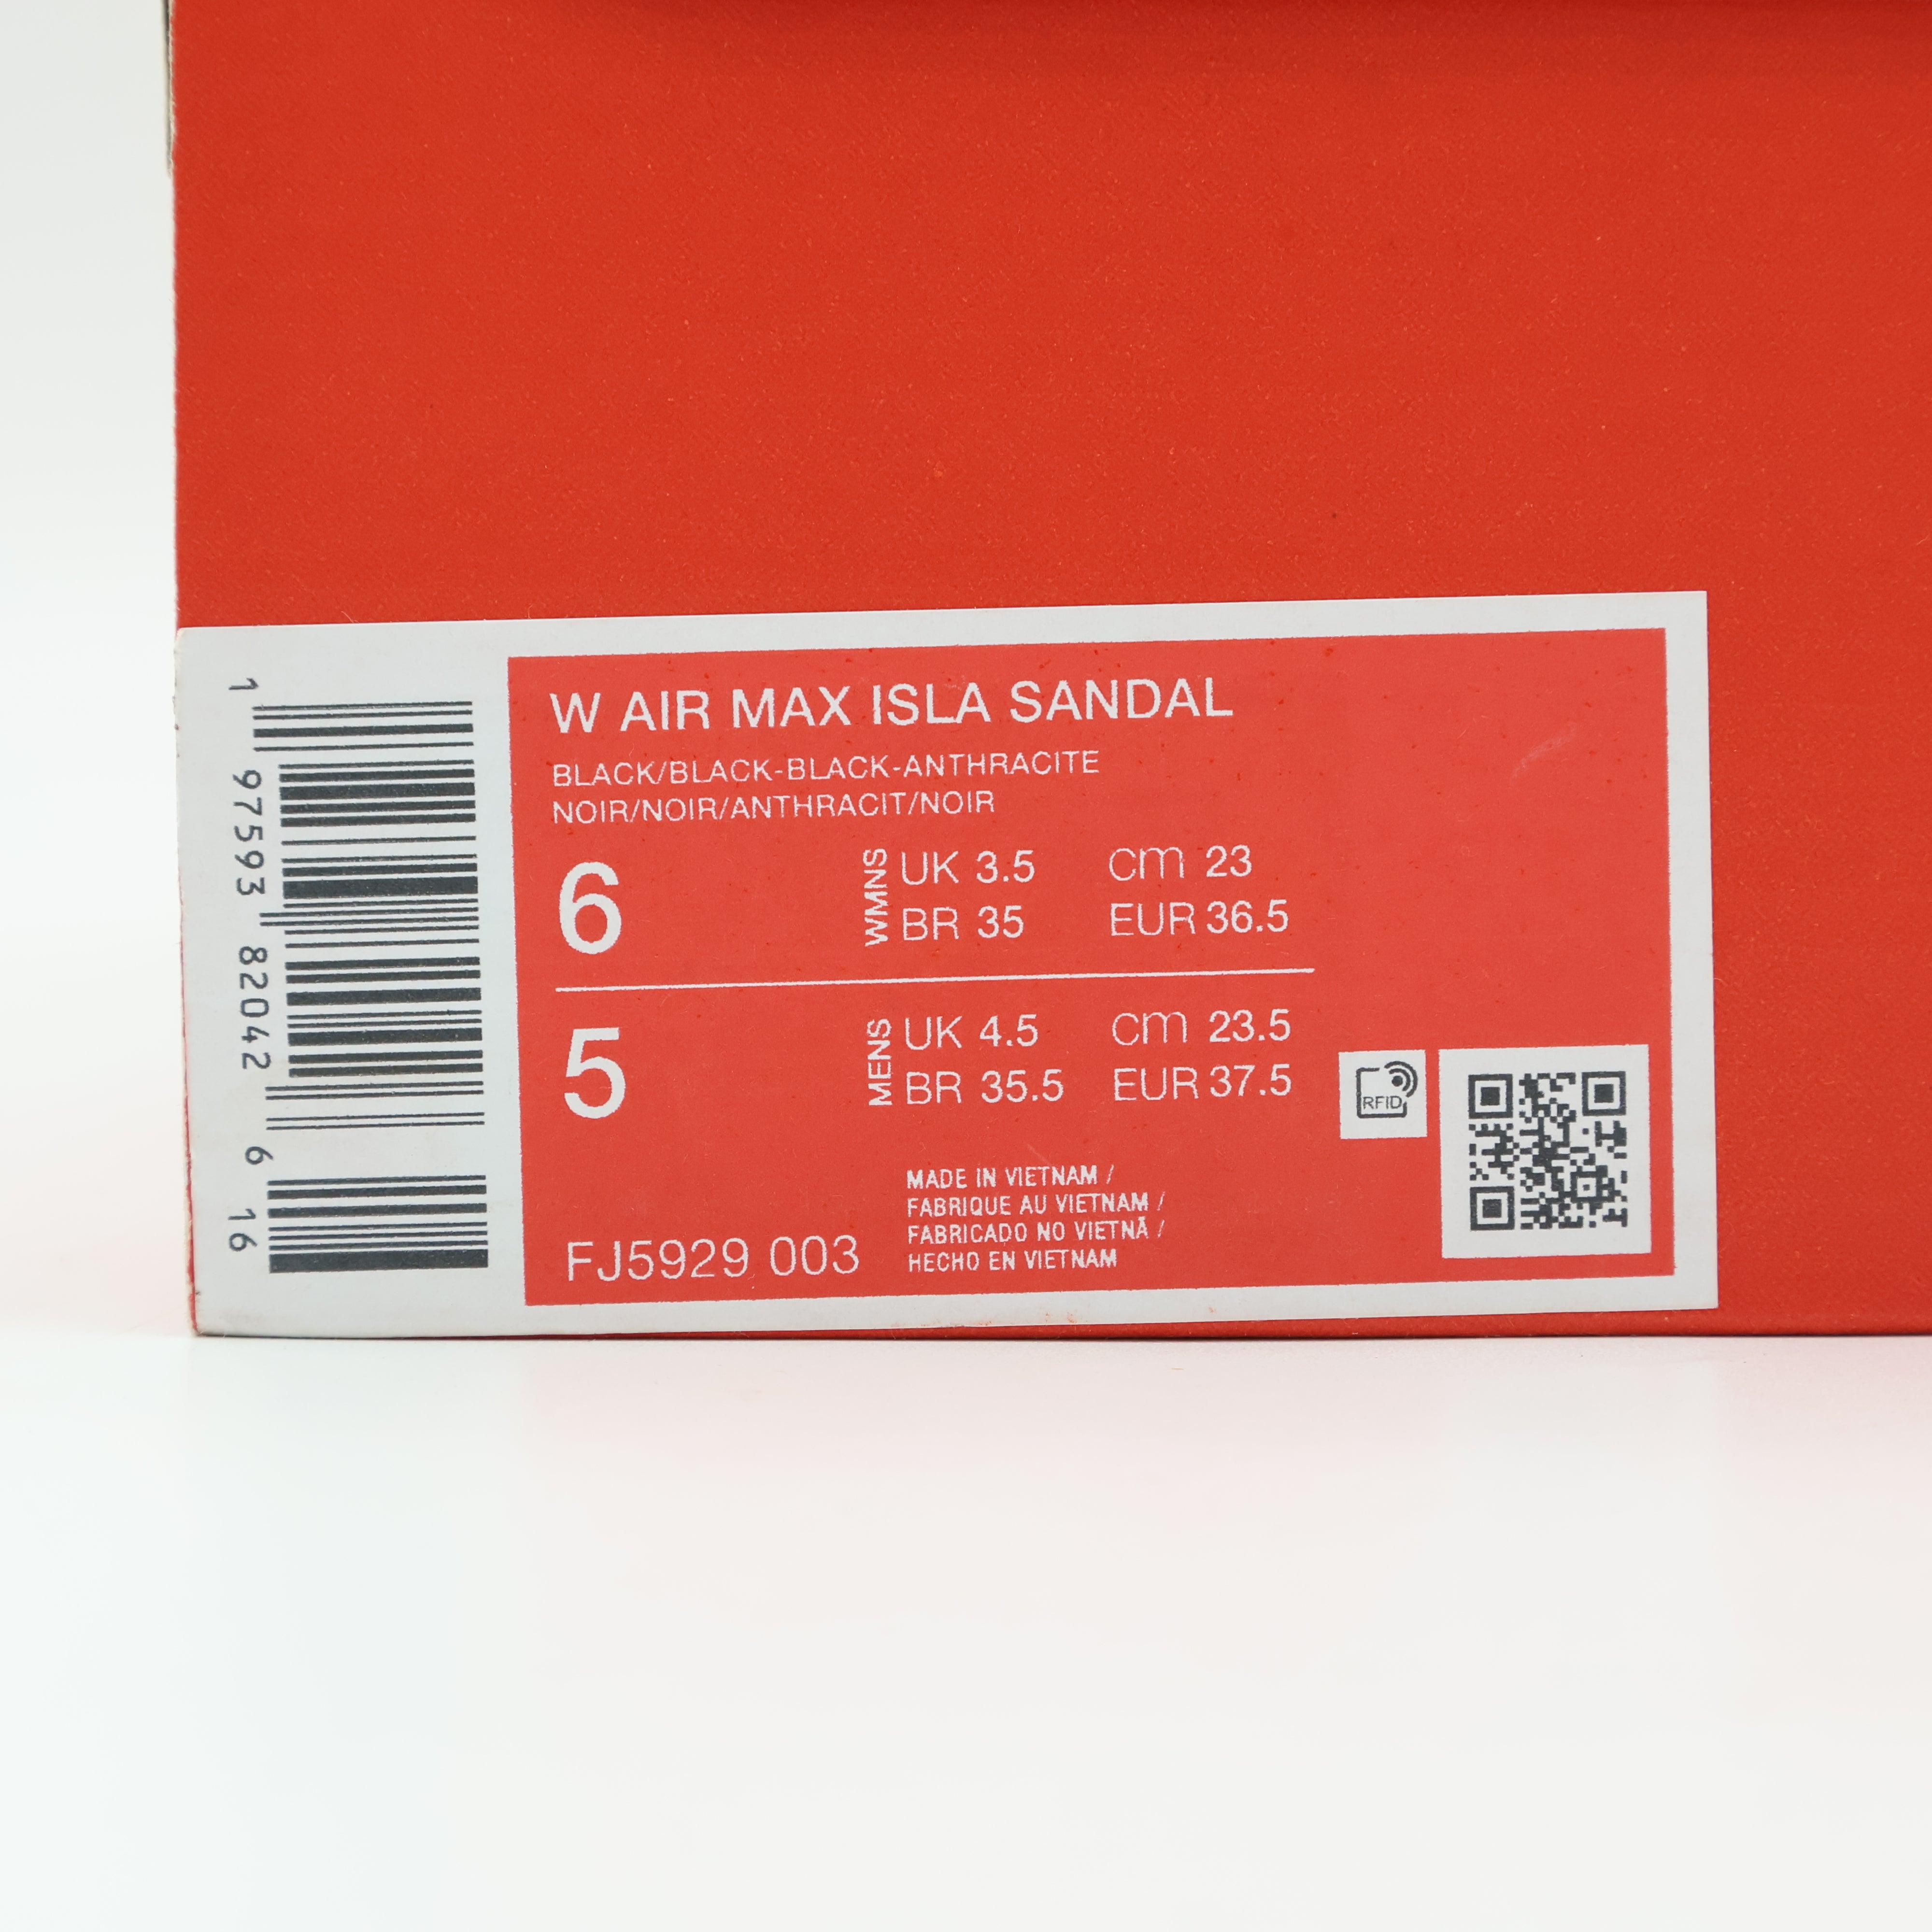 W AIR MAX ISLA SANDAL
BLACK/BLACK-BLACK-ANTHRACITE
NOIR/NOIR/ANTHRACIT/NOIR
6
WMNS
UK 3.5 cm 23
BR 35 EUR 36.5
5
MENS
UK 4.5 cm 23.5
BR 35.5 EUR 37.5
RFID
MADE IN VIETNAM /
FABRIQUE AU VIETNAM /
FABRICADO NO VIETNÃ /
HECHO EN VIETNAM
FJ5929 003
1 97593 82042 6 16